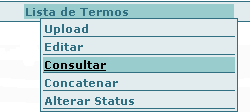 Lista de Termos
Upload
Editar
Consultar
Concatenar
Alterar Status